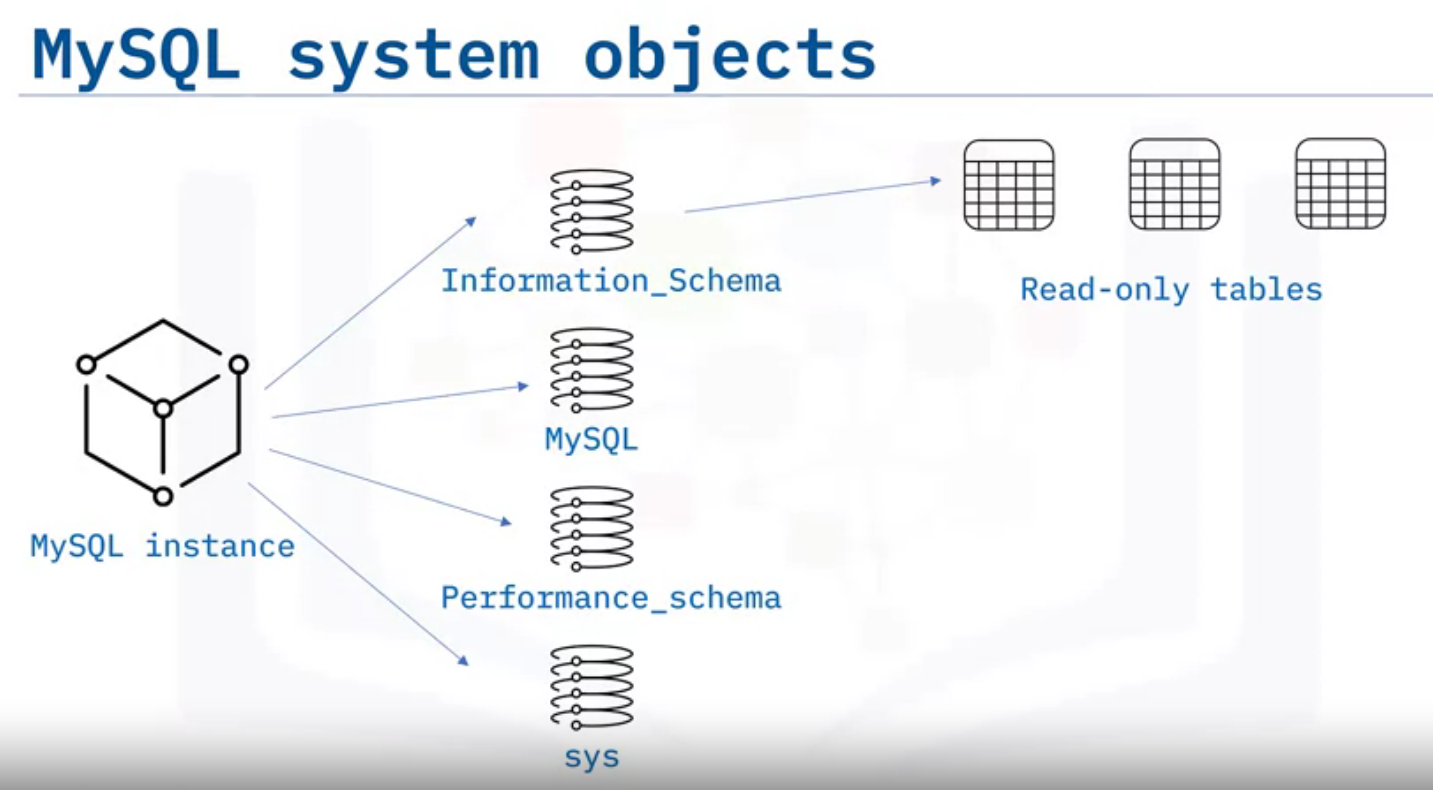 MySQL system objects
Information_Schema
Read-only tables
MySQL
MySQL instance
Performance_schema
sys